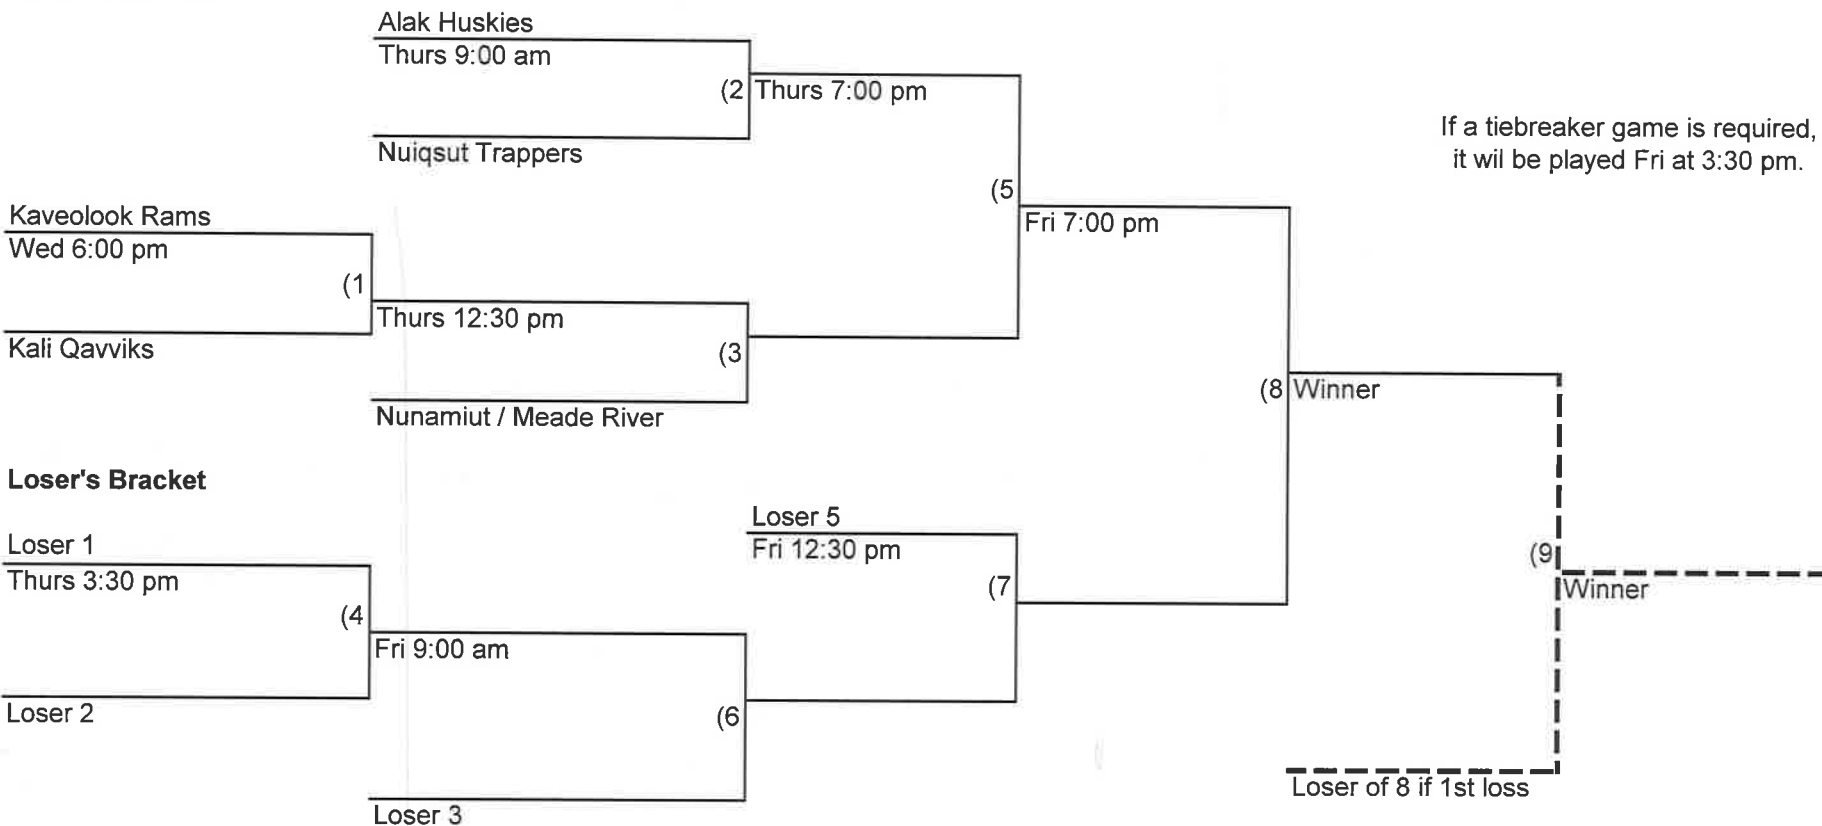 Alak Huskies
Thurs 9:00 am
(2
Thurs 7:00 pm
Nuiqsut Trappers
If a tiebreaker game is required,
it wil be played Fri at 3:30 pm.
(5
Fri 7:00 pm
Kaveolook Rams
Wed 6:00 pm
(1
Thurs 12:30 pm
Kali Qavviks
(3
Nunamiut / Meade River
(8
Winner
Loser's Bracket
Loser 1
Thurs 3:30 pm
(4
Fri 9:00 am
Loser 2
Loser 5
Fri 12:30 pm
(7
(6
Loser 3
(9
Winner
Loser of 8 if 1st loss